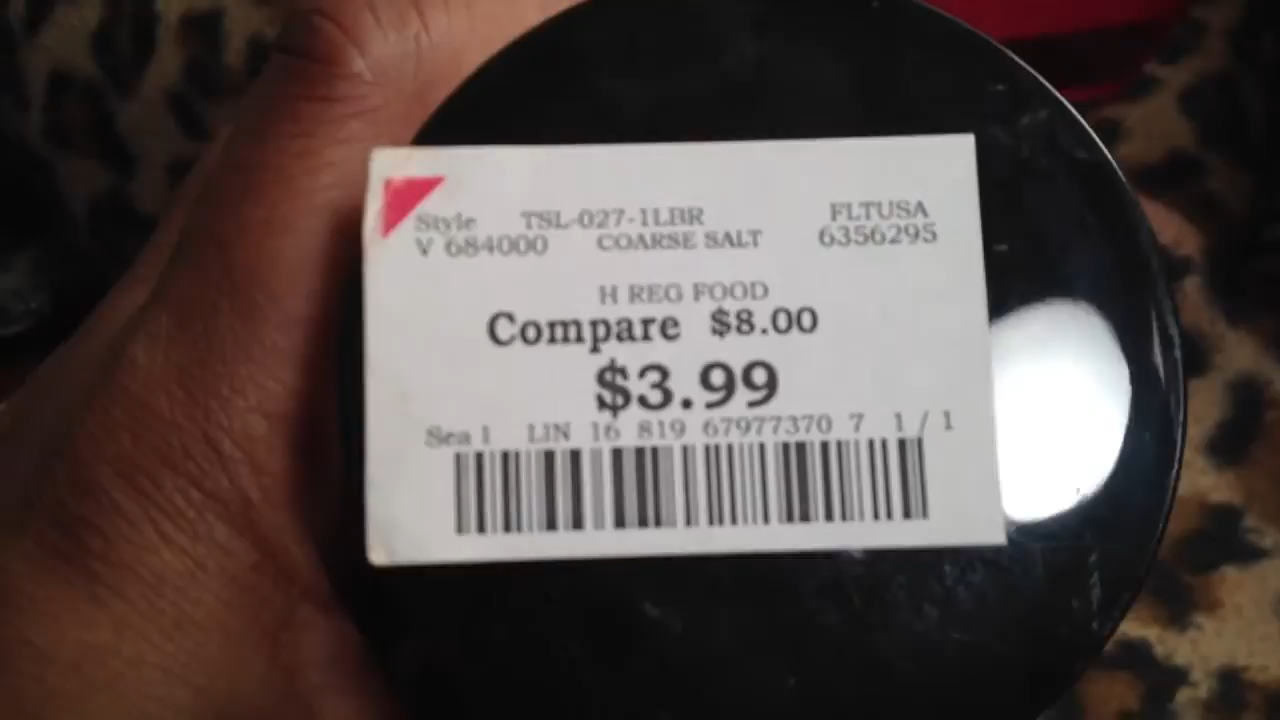 Style TSL-027-1LBR FLTUSA
V 684000 COARSE SALT 6356295
H REG FOOD
Compare $8.00
$3.99
Sea 1 LIN 16 819 67977370 7 1 / 1